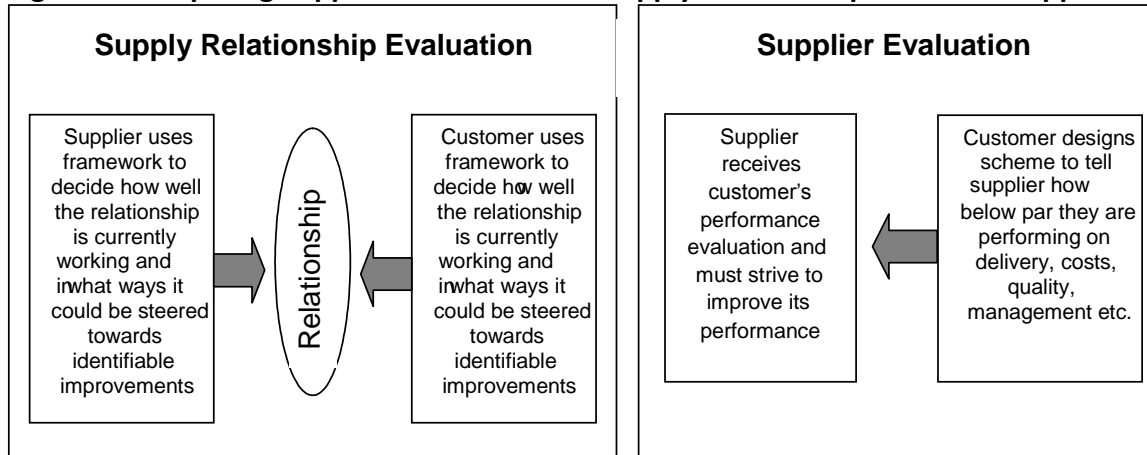 Supply Relationship Evaluation
Supplier uses
framework to
decide how well
the relationship
is currently
working and
in what ways it
could be steered
towards
identifiable
improvements
Relationship
Customer uses
framework to
decide how well
the relationship
is currently
working and
in what ways it
could be steered
towards
identifiable
improvements
Supplier Evaluation
Supplier
receives
customer's
performance
evaluation and
must strive to
improve its
performance
Customer designs
scheme to tell
supplier how
below par they are
performing on
delivery, costs,
quality,
management etc.